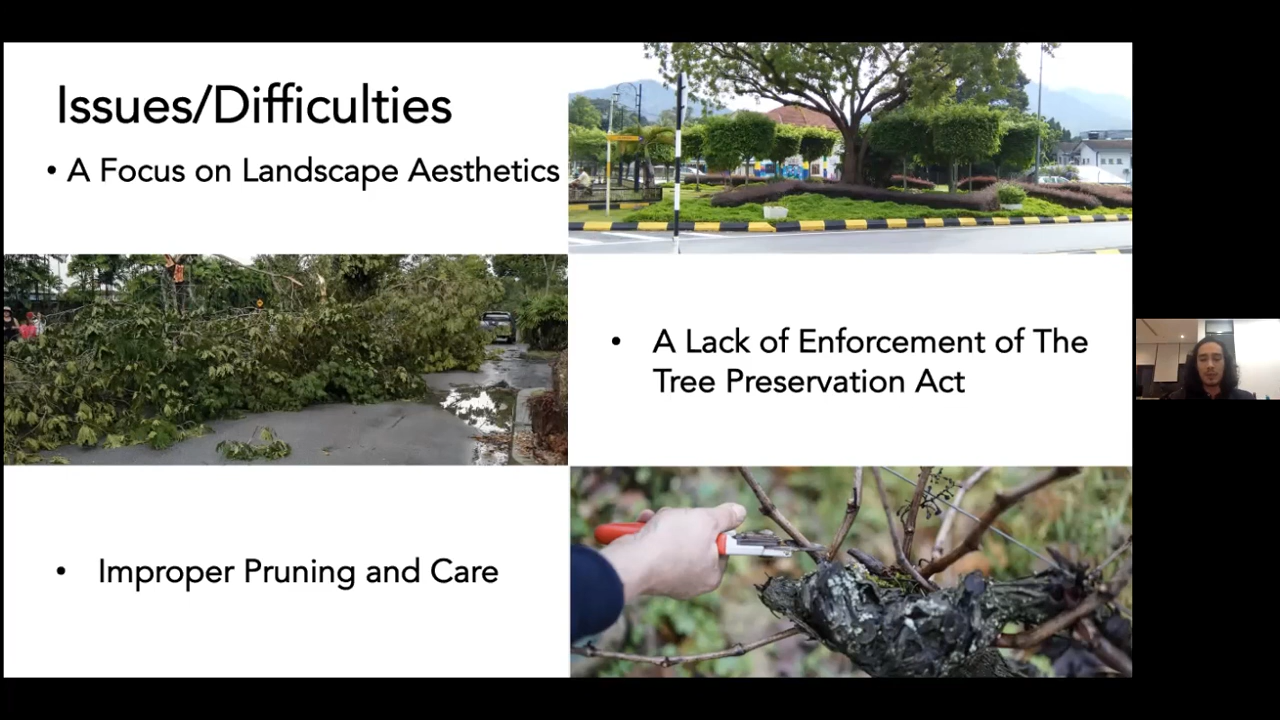 Issues/Difficulties
• A Focus on Landscape Aesthetics
• A Lack of Enforcement of The
Tree Preservation Act
• Improper Pruning and Care